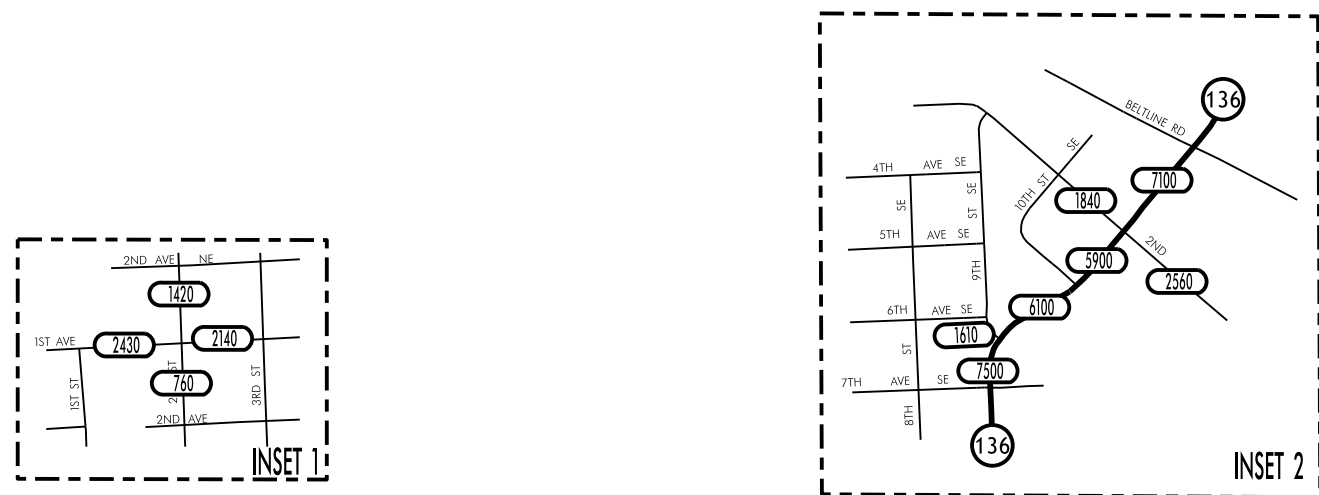 2ND AVE NE
1420
1ST AVE
2430
2140
1ST ST
760
ST
3RD ST
2ND AVE
INSET 1
136
BELTLINE RD
10TH ST SE
4TH AVE SE
7100
1840
SE
ST SE
5TH AVE SE
2ND
5900
9TH
2560
6TH AVE SE
6100
1610
ST
7500
7TH AVE SE
8TH
136
INSET 2